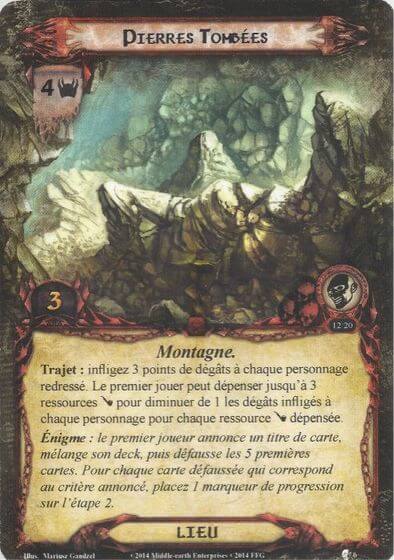 Pierres Tombées
4
3
12/20
Montagne.
Trajet : infligez 3 points de dégâts à chaque personnage
redressé. Le premier jouer peut dépenser jusqu'à 3
ressources pour diminuer de 1 les dégâts infligés à
chaque personnage pour chaque ressource dépensée.
Énigme : le premier joueur annonce un titre de carte,
mélange son deck, puis défausse les 5 premières
cartes. Pour chaque carte défaussée qui correspond
au critère annoncé, placez 1 marqueur de progression
sur l'étape 2.
LIEU
Illus. Mariusz Gandzel
©2014 Middle-earth Enterprises ©2014 FFG